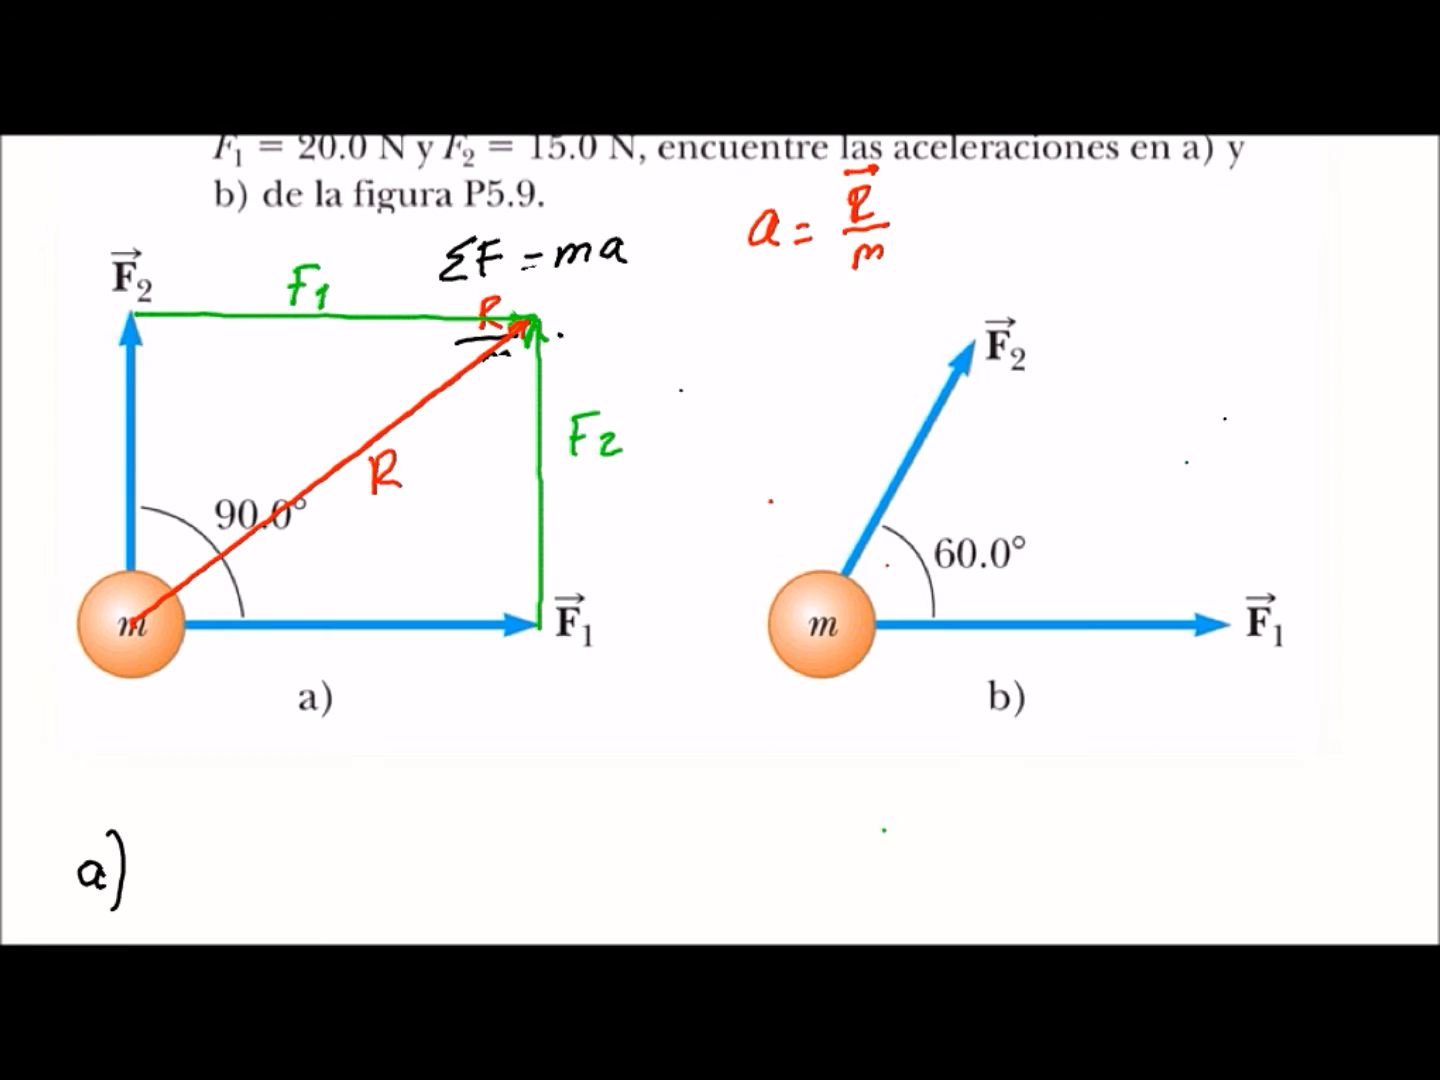 F₁ = 20.0 N y F₂ = 15.0 N, encuentre las aceleraciones en a) y
b) de la figura P5.9.
ΣF = ma
a = R/m
F₂
F₁
R/m
F₂
F₂
R
90.0°
60.0°
m
F₁
m
F₁
a)
b)
a)